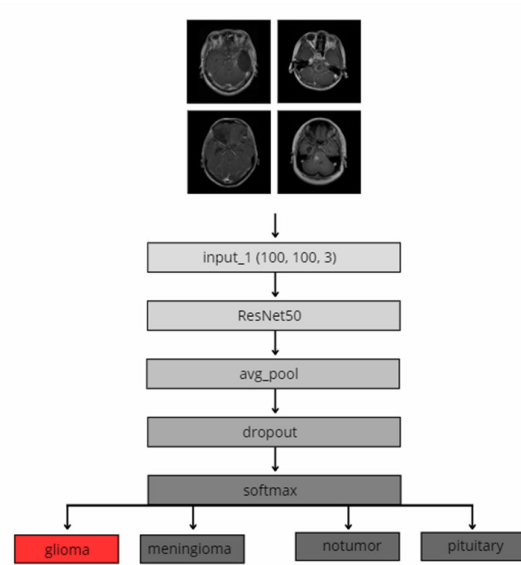 input_1 (100, 100, 3)
ResNet50
avg_pool
dropout
softmax
glioma
meningioma
notumor
pituitary